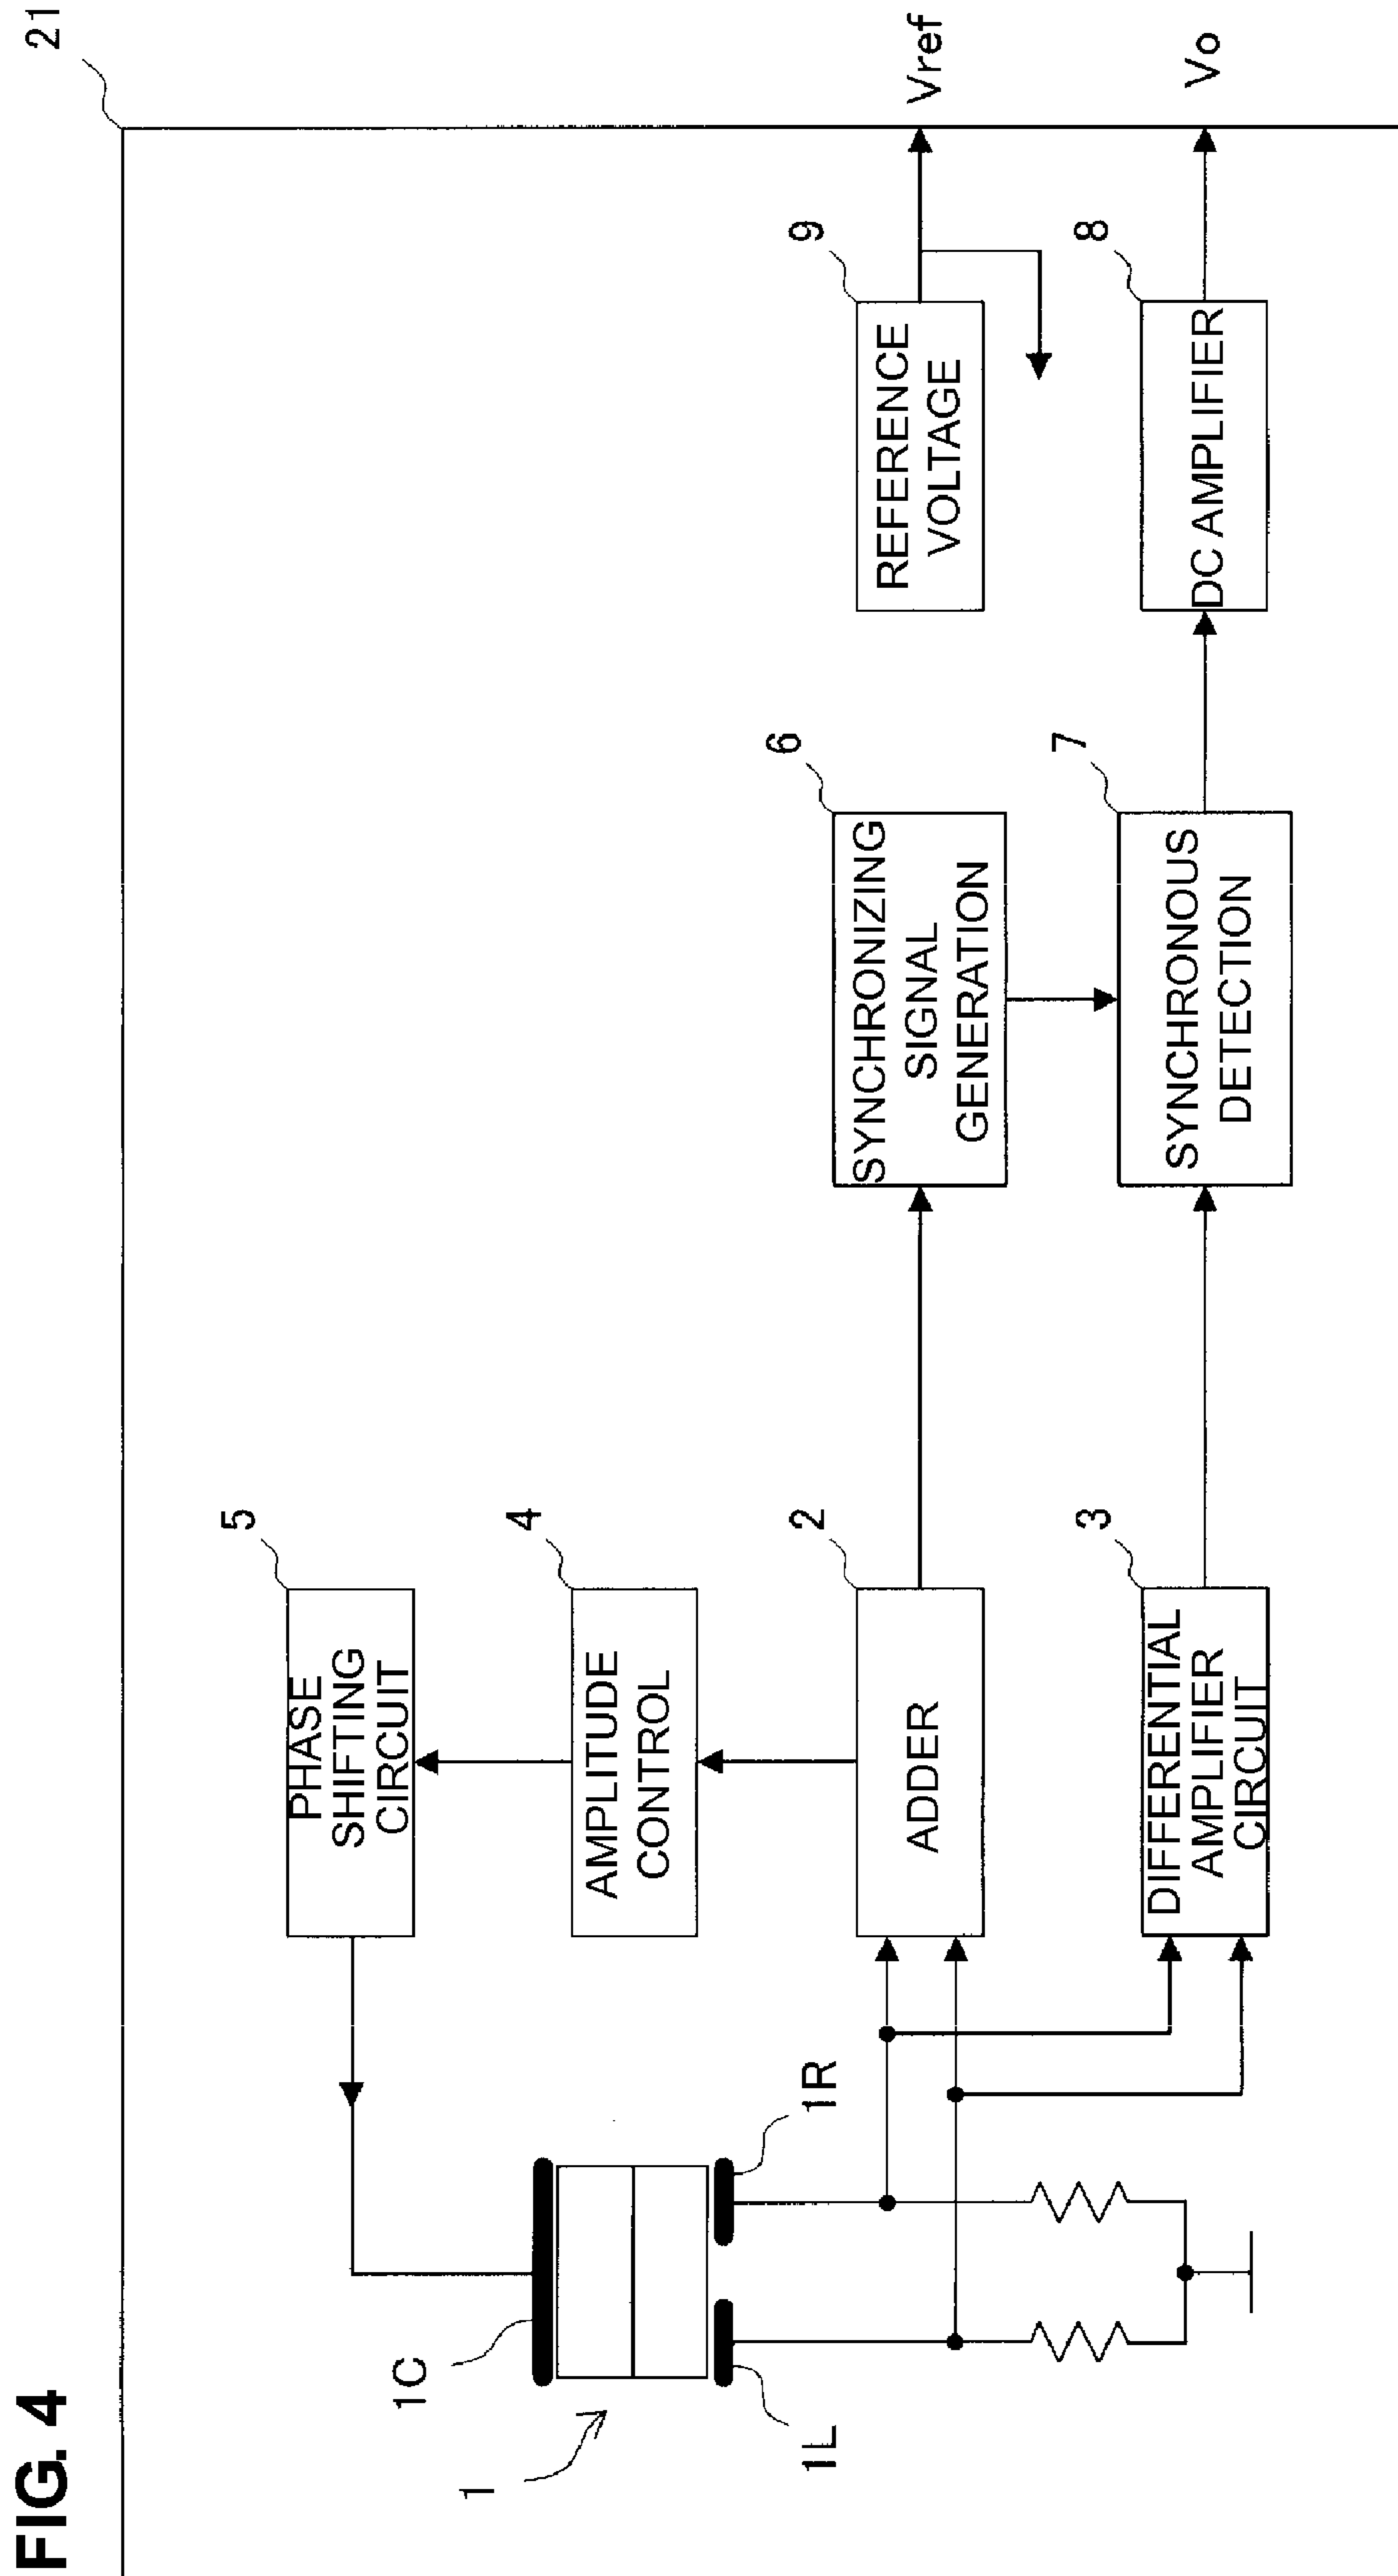 FIG. 4
21
5
PHASE
SHIFTING
CIRCUIT
4
AMPLITUDE
CONTROL
1C
1
1L
1R
2
ADDER
6
SYNCHRONIZING
SIGNAL
GENERATION
9
REFERENCE
VOLTAGE
Vref
3
DIFFERENTIAL
AMPLIFIER
CIRCUIT
7
SYNCHRONOUS
DETECTION
8
DC AMPLIFIER
Vo